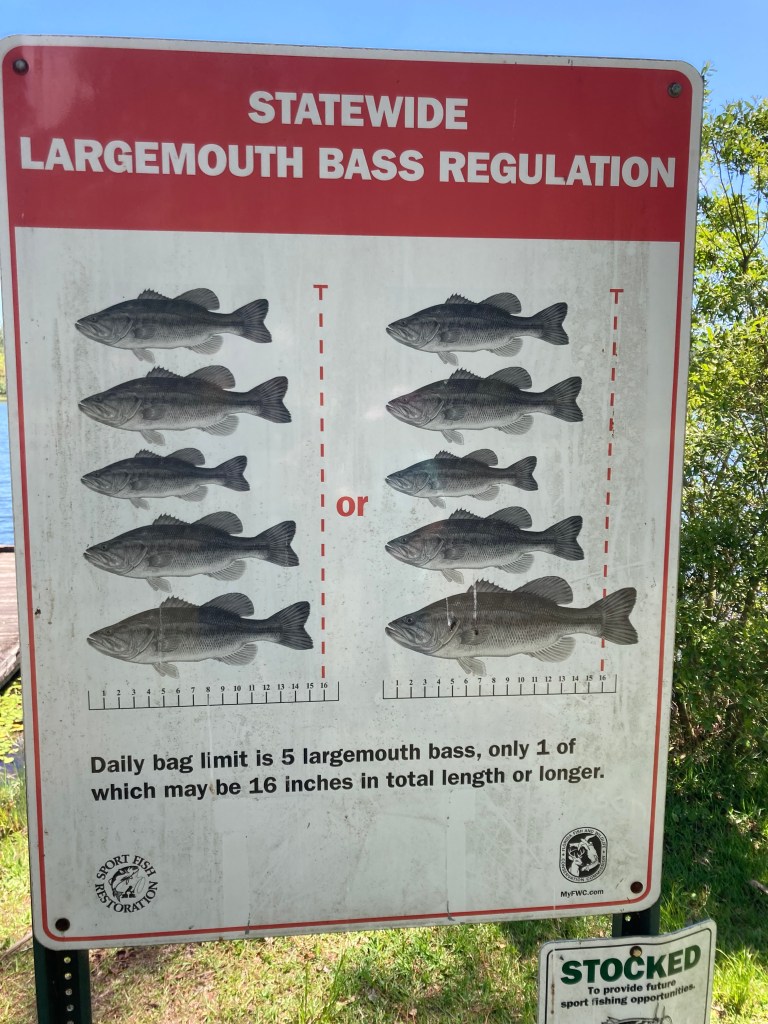 STATEWIDE
LARGEMOUTH BASS REGULATION
or
1 2 3 4 5 6 7 8 9 10 11 12 13 14 15 16
1 2 3 4 5 6 7 8 9 10 11 12 13 14 15 16
Daily bag limit is 5 largemouth bass, only 1 of
which may be 16 inches in total length or longer.
SPORT FISH
RESTORATION
MyFWC.com
STOCKED
To provide future
sport fishing opportunities.